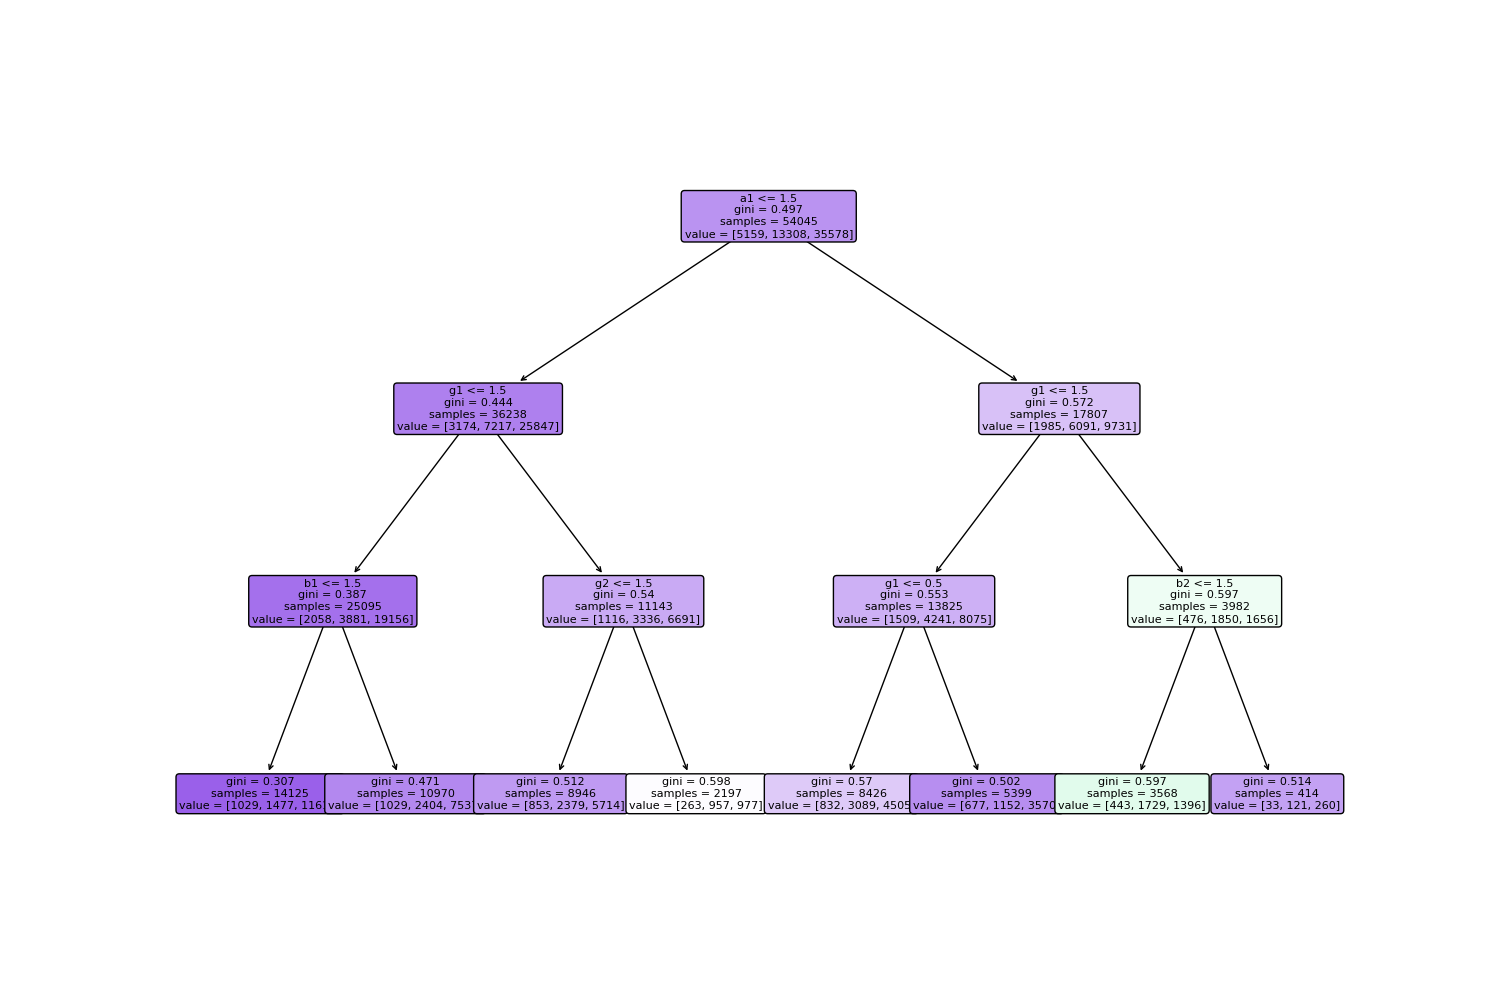 a1 <= 1.5
gini = 0.497
samples = 54045
value = [5159, 13308, 35578]
g1 <= 1.5
gini = 0.444
samples = 36238
value = [3174, 7217, 25847]
g1 <= 1.5
gini = 0.572
samples = 17807
value = [1985, 6091, 9731]
b1 <= 1.5
gini = 0.387
samples = 25095
value = [2058, 3881, 19156]
g2 <= 1.5
gini = 0.54
samples = 11143
value = [1116, 3336, 6691]
g1 <= 0.5
gini = 0.553
samples = 13825
value = [1509, 4241, 8075]
b2 <= 1.5
gini = 0.597
samples = 3982
value = [476, 1850, 1656]
gini = 0.307
samples = 14125
value = [1029, 1477,
gini = 0.471
samples = 10970
value = [1029, 2404,
gini = 0.512
samples = 8946
value = [853, 2379, 5714]
gini = 0.598
samples = 2197
value = [263, 957, 977]
gini = 0.57
samples = 8426
value = [832, 3089, 4505
gini = 0.502
samples = 5399
value = [677, 1152, 3570
gini = 0.597
samples = 3568
value = [443, 1729, 1396]
gini = 0.514
samples = 414
value = [33, 121, 260]